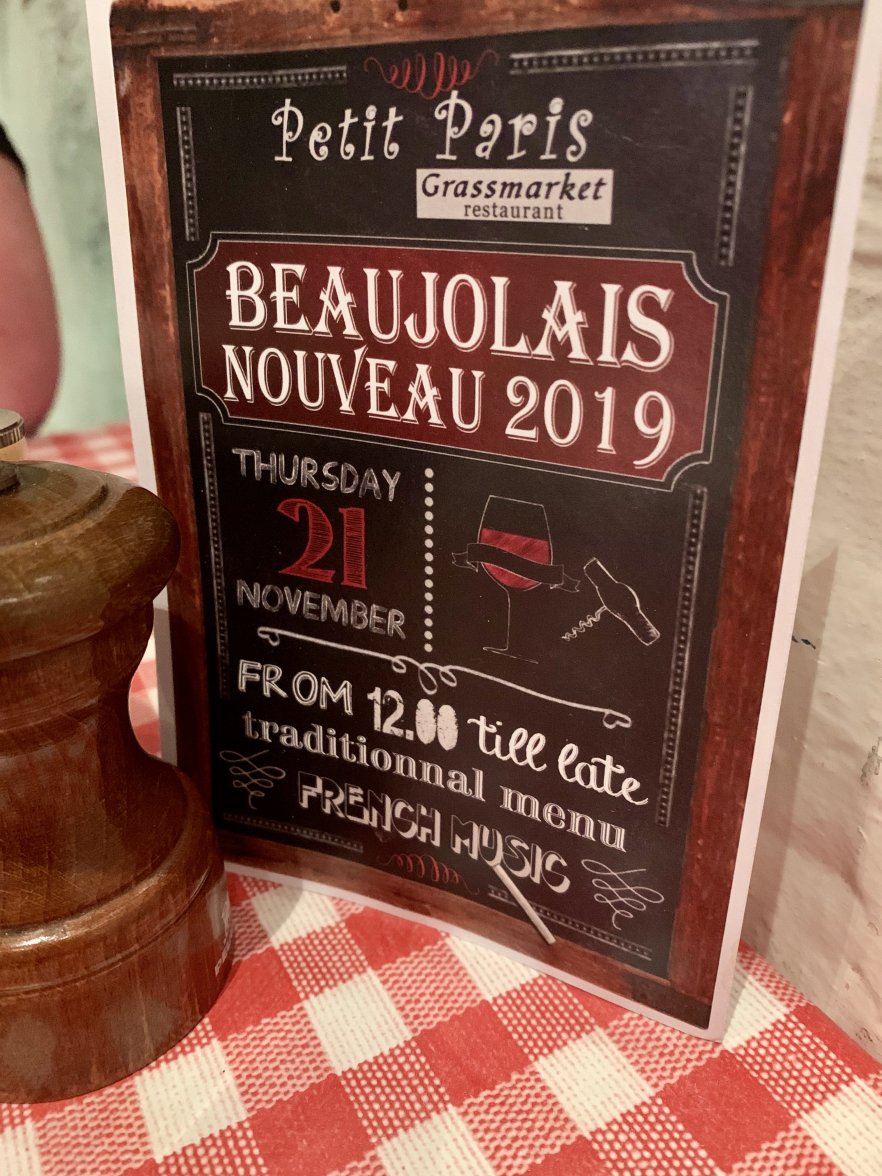 Petit Paris
Grassmarket
restaurant
BEAUJOLAIS
NOUVEAU 2019
THURSDAY
21
NOVEMBER
FROM 12.00 till late
traditionnal menu
FRENCH MUSIC